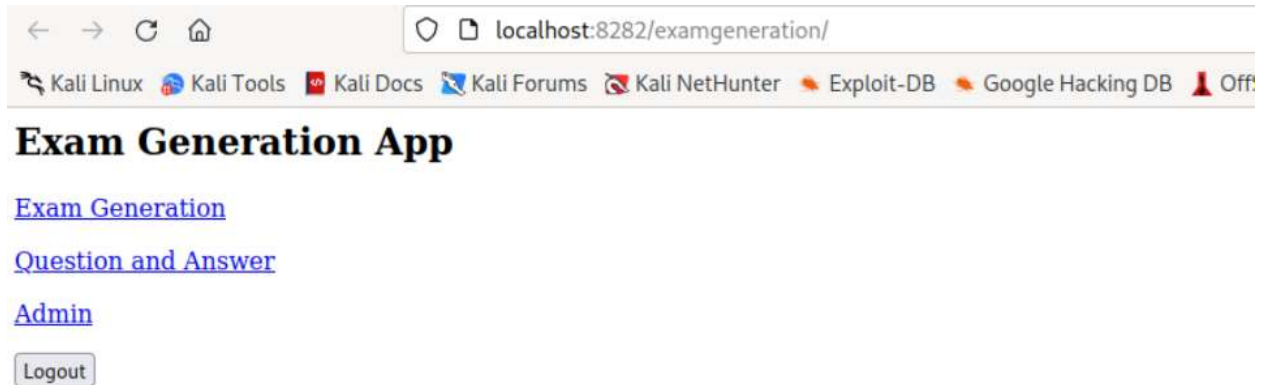 localhost:8282/examgeneration/
Kali Linux Kali Tools Kali Docs Kali Forums Kali NetHunter Exploit-DB Google Hacking DB
Exam Generation App
Exam Generation
Question and Answer
Admin
Logout